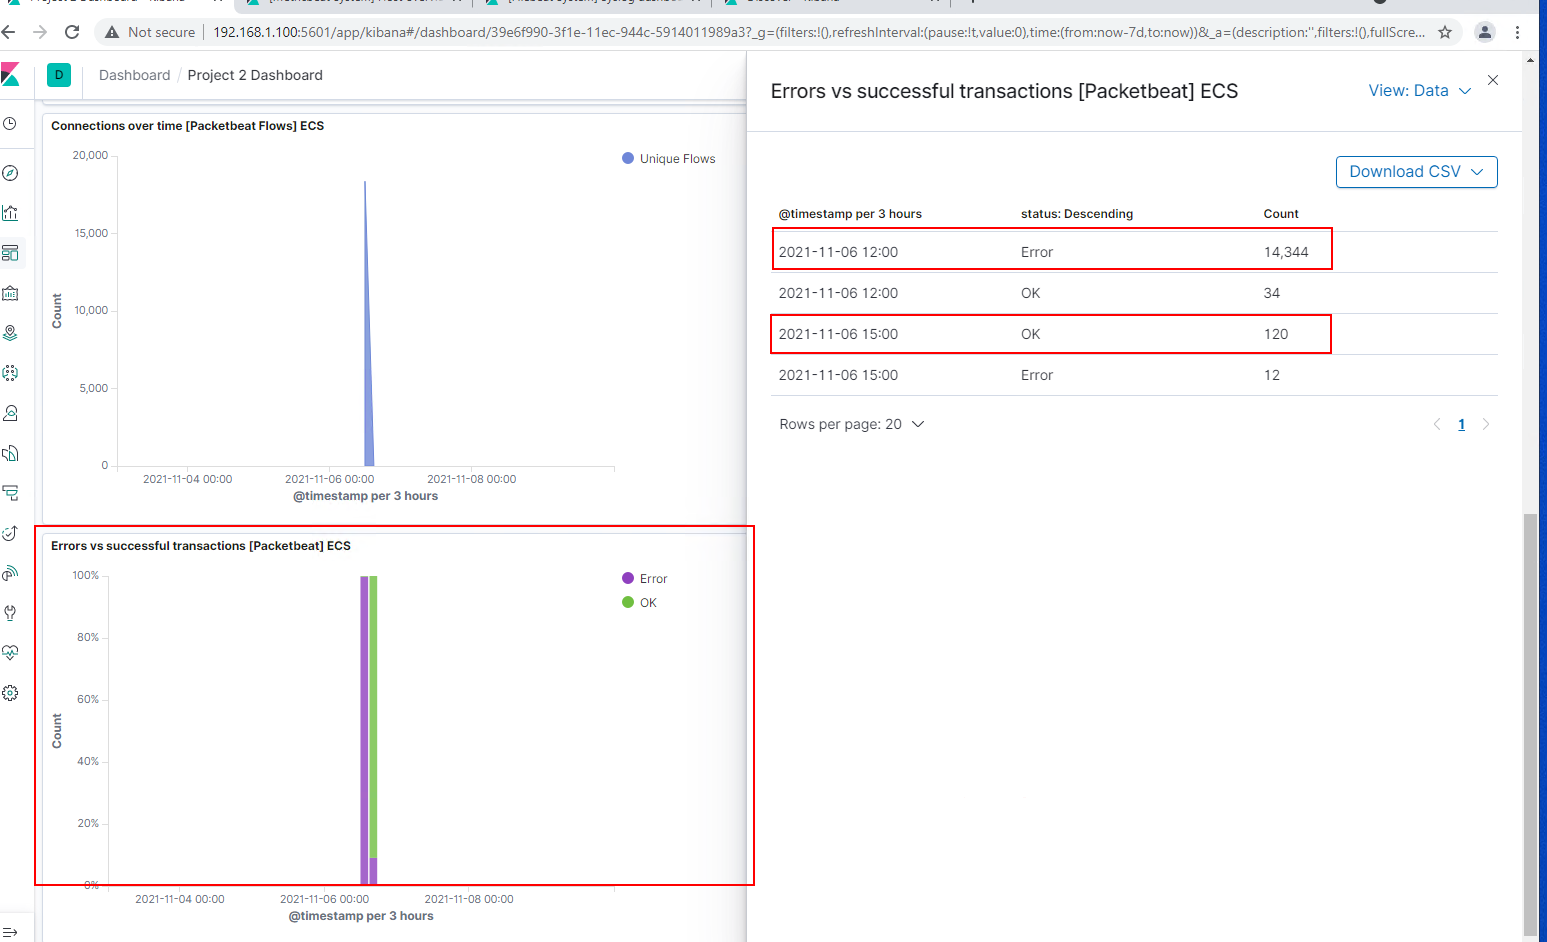 Not secure
192.168.1.100:5601/app/kibana#/dashboard/39e6f990-3f1e-11ec-944c-5914011989a3?_g=(filters:!(),refreshInterval:(pause:!t,value:0),time:(from:now-7d,to:now))&_a=(description:'',filters:!(),fullScre...
D
Dashboard / Project 2 Dashboard
Connections over time [Packetbeat Flows] ECS
20,000
15,000
10,000
5,000
0
Count
Unique Flows
2021-11-04 00:00 2021-11-06 00:00 2021-11-08 00:00
@timestamp per 3 hours
Errors vs successful transactions [Packetbeat] ECS
100%
80%
60%
40%
20%
0%
Count
Error
OK
2021-11-04 00:00 2021-11-06 00:00 2021-11-08 00:00
@timestamp per 3 hours
Errors vs successful transactions [Packetbeat] ECS
View: Data
Download CSV
@timestamp per 3 hours status: Descending Count
2021-11-06 12:00 Error 14,344
2021-11-06 12:00 OK 34
2021-11-06 15:00 OK 120
2021-11-06 15:00 Error 12
Rows per page: 20
1